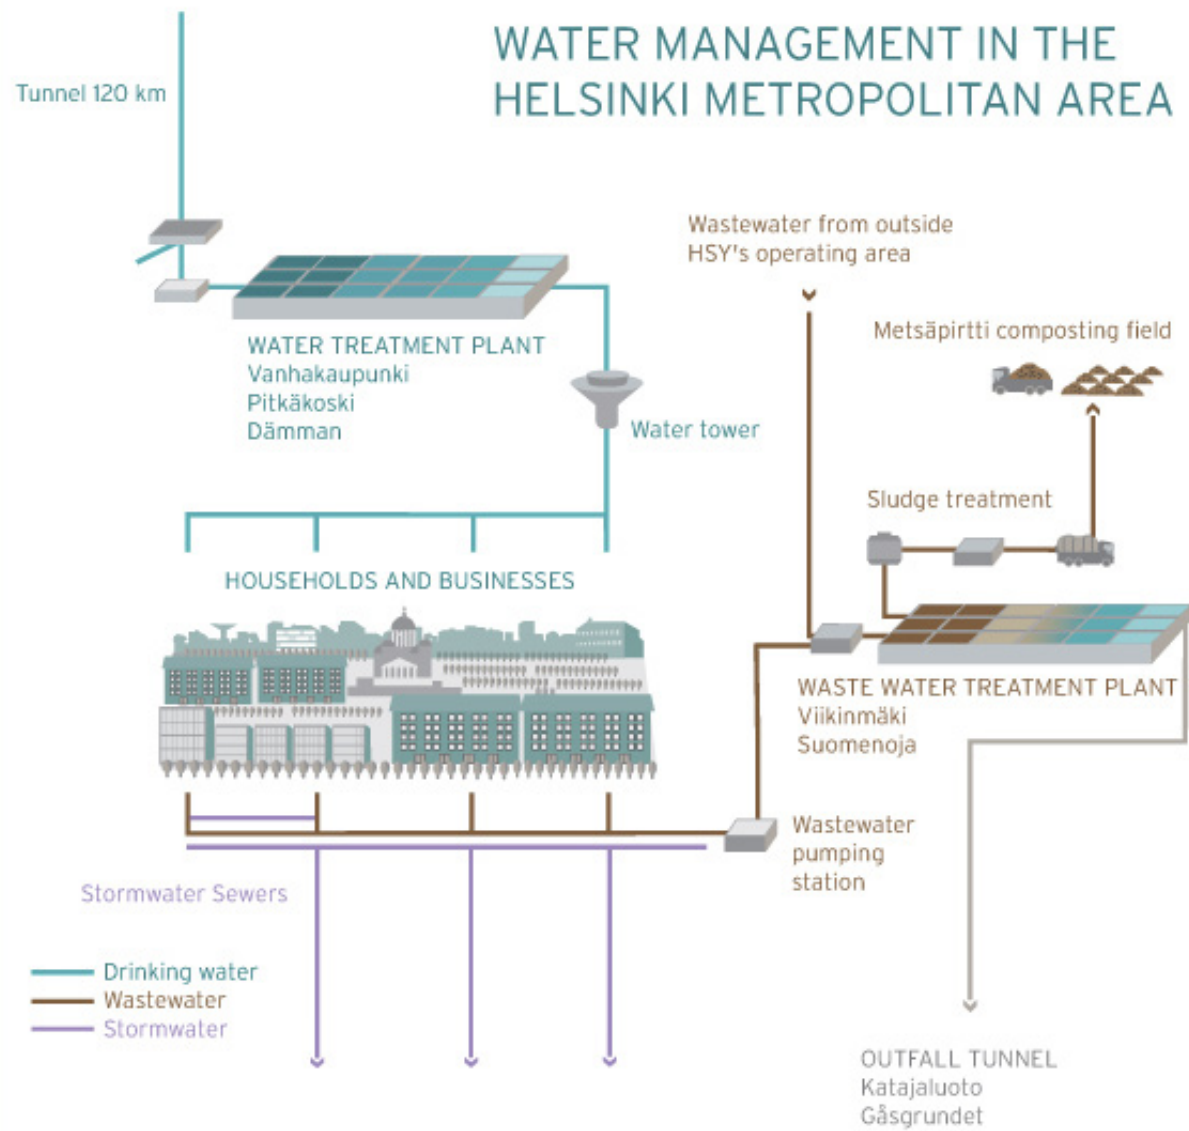 WATER MANAGEMENT IN THE
HELSINKI METROPOLITAN AREA
Tunnel 120 km
Wastewater from outside
HSY's operating area
Metsäpirtti composting field
WATER TREATMENT PLANT
Vanhakaupunki
Pitkäkoski
Dämman
Water tower
Sludge treatment
HOUSEHOLDS AND BUSINESSES
WASTE WATER TREATMENT PLANT
Viikinmäki
Suomenoja
Wastewater
pumping
station
Stormwater Sewers
Drinking water
Wastewater
Stormwater
OUTFALL TUNNEL
Katajaluoto
Gåsgrundet